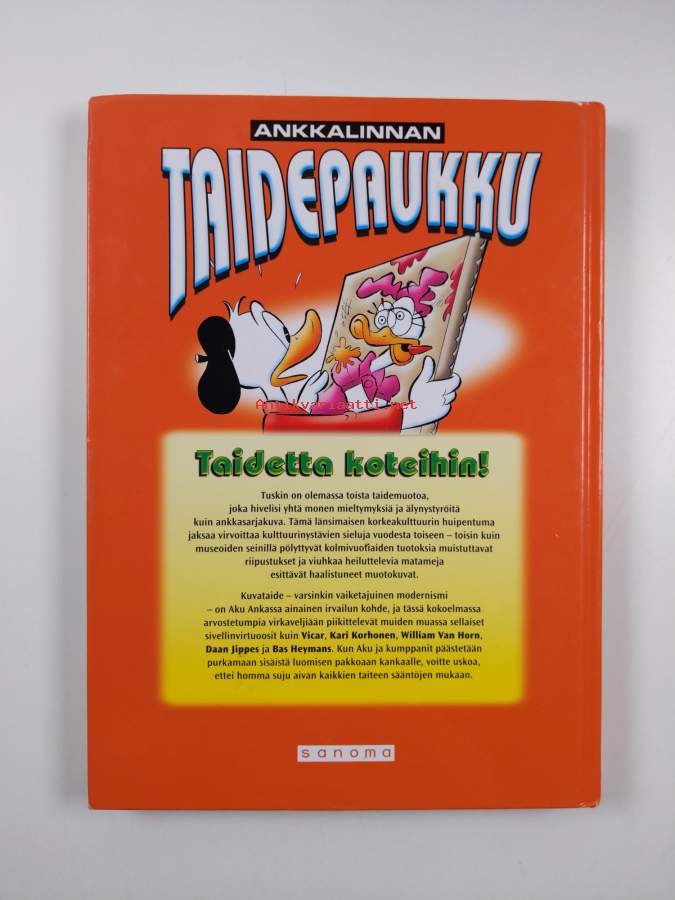 ANKKALINNAN
TAIDEPAUKKU
Antikvariaatti.net
Taidetta koteihin!
Tuskin on olemassa toista taidemuotoa,
joka hivelisi yhtä monen mieltymyksiä ja älynystyröitä
kuin ankkasarjakuva. Tämä länsimaisen korkeakulttuurin huipentuma
jaksaa virvoittaa kulttuurinystävien sieluja vuodesta toiseen – toisin kuin
museoiden seinillä pölyttyvät kolmivuotiaiden tuotoksia muistuttavat
riipustukset ja viuhkaa heiluttelevia matameja
esittävät haalistuneet muotokuvat.
Kuvataide – varsinkin vaiketajuinen modernismi
– on Aku Ankassa ainainen irvailun kohde, ja tässä kokoelmassa
arvostetumpia virkaveljiään piikittelevät muiden muassa sellaiset
sivellinvirtuoosit kuin Vicar, Kari Korhonen, William Van Horn,
Daan Jippes ja Bas Heymans. Kun Aku ja kumppanit päästetään
purkamaan sisäistä luomisen pakkoaan kankaalle, voitte uskoa,
ettei homma suju aivan kaikkien taiteen sääntöjen mukaan.
sanoma